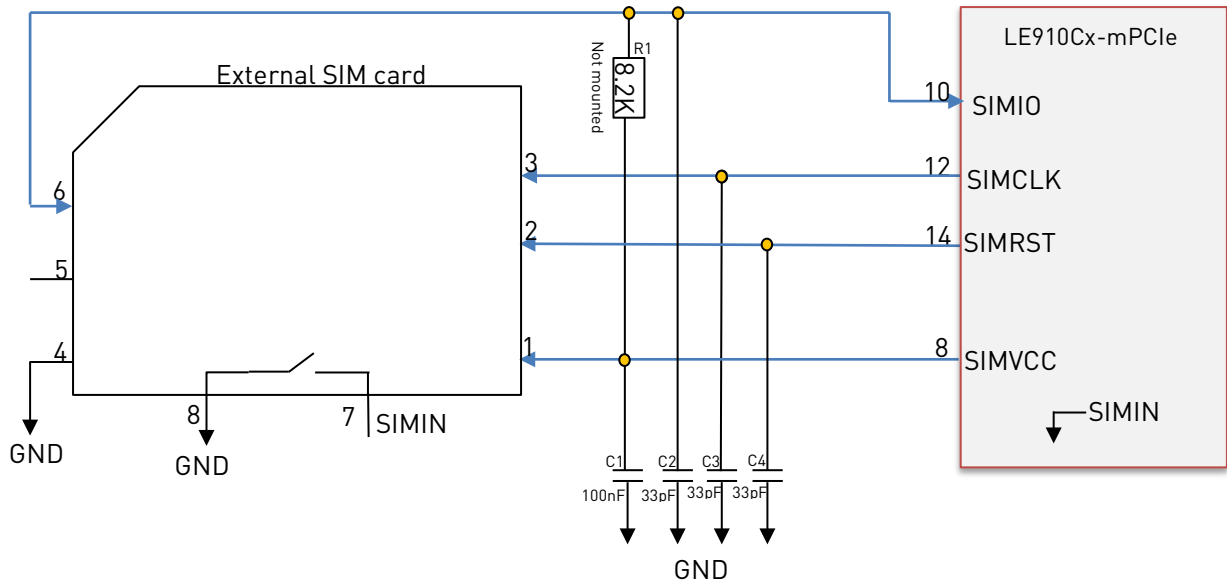 LE910Cx-mPCIe
External SIM card
R1
8.2K
Not mounted
10
SIMIO
3
12
SIMCLK
6
2
14
SIMRST
5
4
1
8
SIMVCC
8
7
SIMIN
SIMIN
GND
GND
C1
C2
C3
C4
100nF
33pF
33pF
33pF
GND